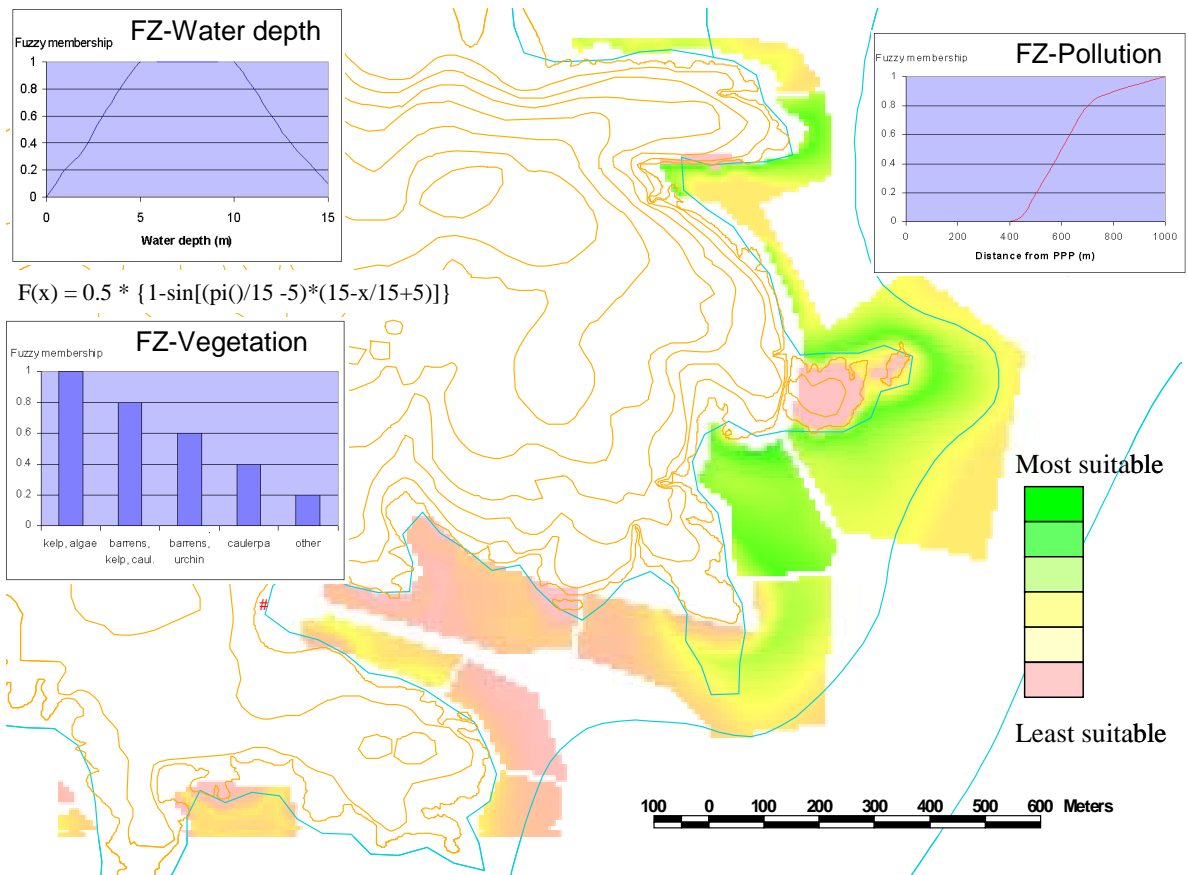 FZ-Water depth
Fuzzy membership
1
0.8
0.6
0.4
0.2
0
0 5 10 15
Water depth (m)
F(x) = 0.5 * {1-sin[(pi()/15 -5)*(15-x/15+5)]}
FZ-Vegetation
Fuzzy membership
1
0.8
0.6
0.4
0.2
0
kelp, algae
barrens,
kelp, caul.
barrens,
urchin
caulerpa
other
FZ-Pollution
Fuzzy membership
1
0.8
0.6
0.4
0.2
0
0 200 400 600 800 1000
Distance from PPP (m)
#
Most suitable
Least suitable
100 0 100 200 300 400 500 600 Meters